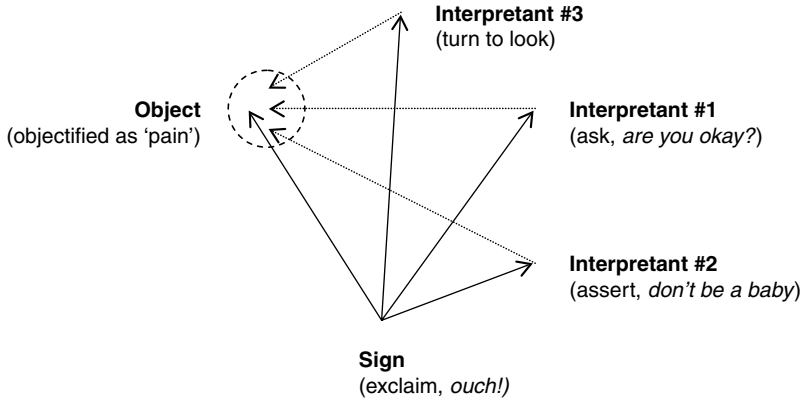 Interpretant #3
(turn to look)
Object
(objectified as ‘pain’)
Interpretant #1
(ask, are you okay?)
Interpretant #2
(assert, don’t be a baby)
Sign
(exclaim, ouch!)